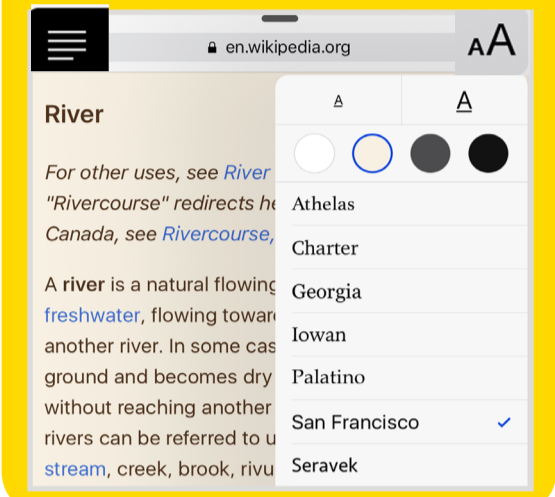 en.wikipedia.org
AA
A A
River
For other uses, see River
"Rivercourse" redirects he
Canada, see Rivercourse,
A river is a natural flowing
freshwater, flowing towar
another river. In some cas
ground and becomes dry
without reaching another
rivers can be referred to u
stream, creek, brook, rivu
Athelas
Charter
Georgia
Iowan
Palatino
San Francisco
Seravek